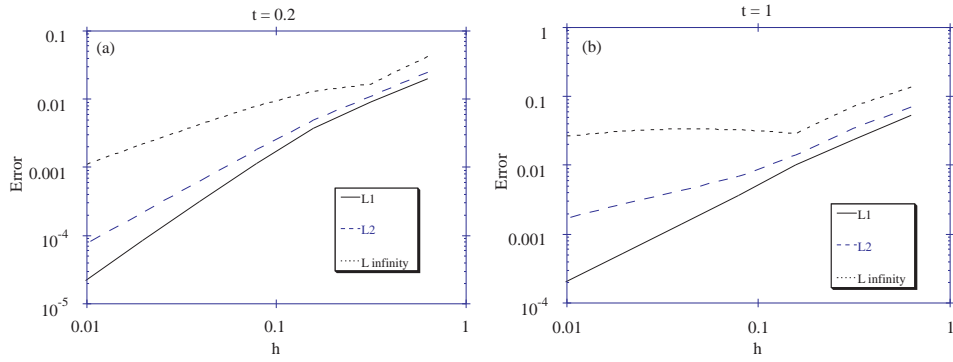 t = 0.2
(a)
0.1
0.01
0.001
10-4
10-5
Error
L1
L2
L infinity
0.01
0.1
1
h
t = 1
(b)
1
0.1
0.01
0.001
10-4
Error
L1
L2
L infinity
0.01
0.1
1
h